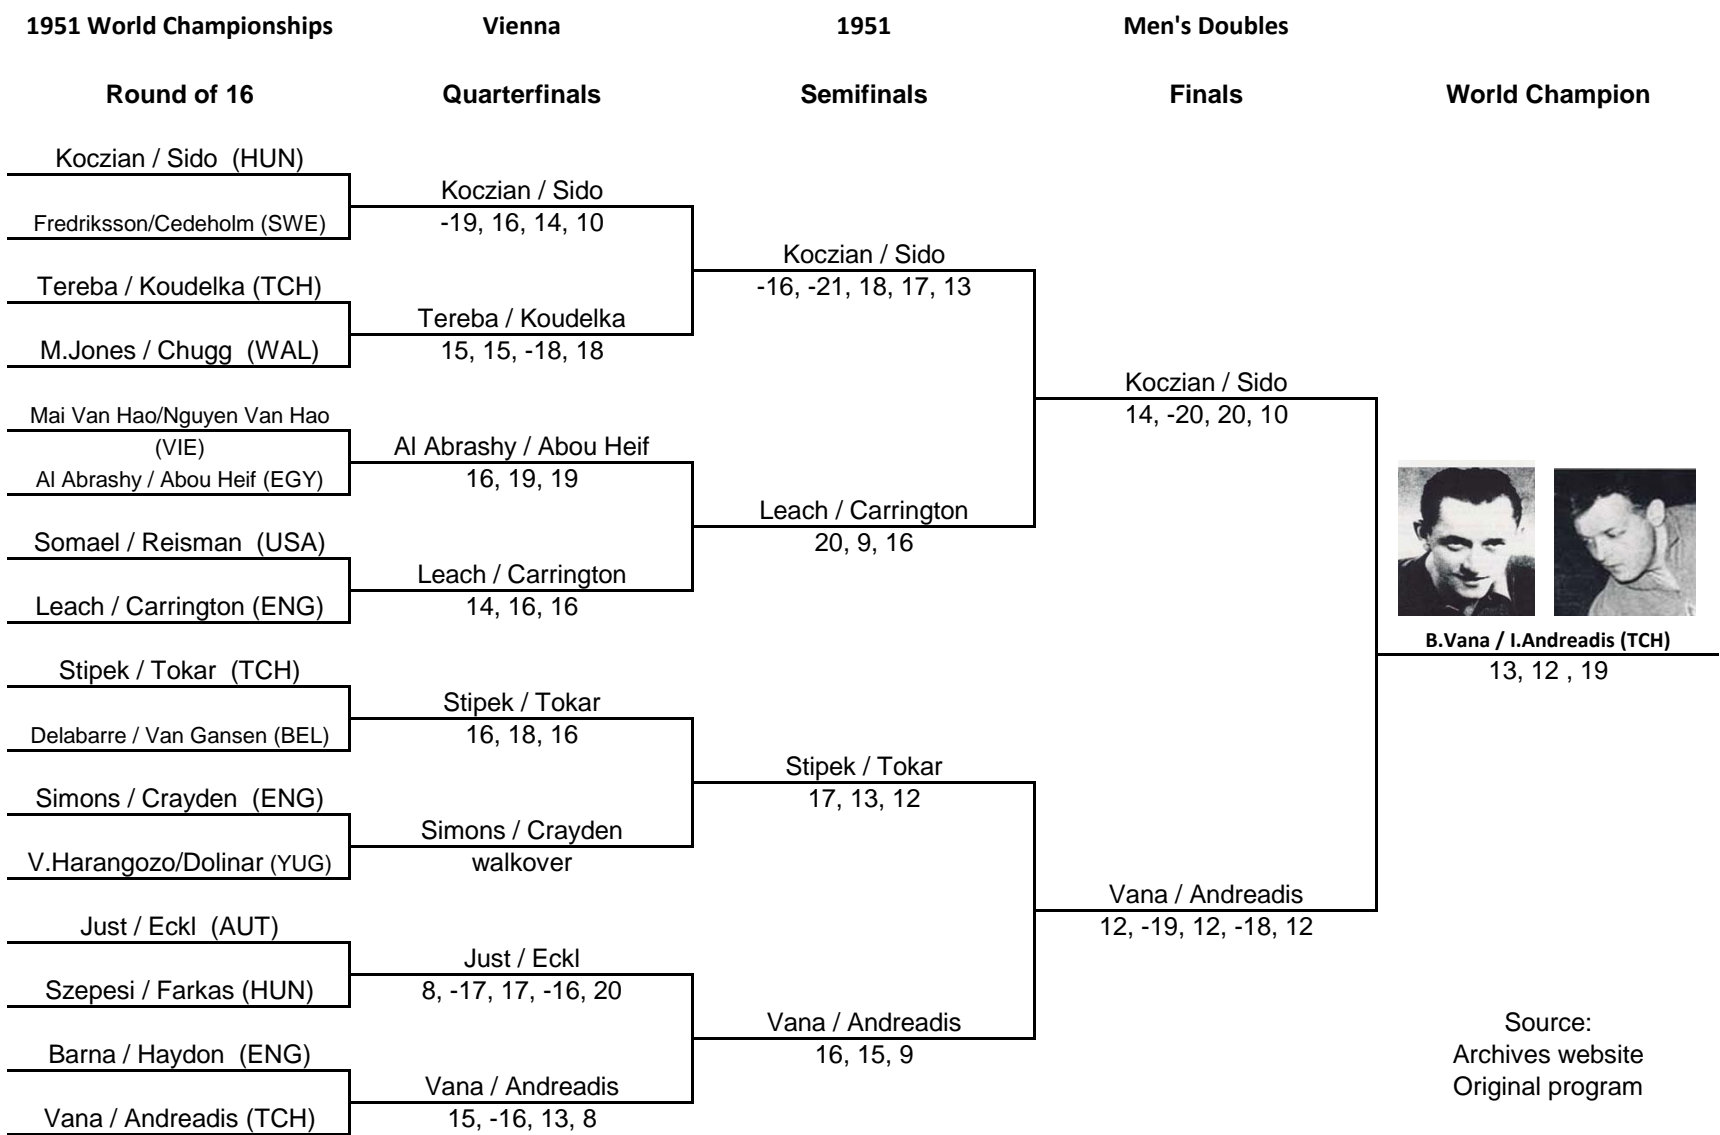 1951 World Championships Vienna 1951 Men's Doubles
Round of 16 Quarterfinals Semifinals Finals World Champion
Koczian / Sido (HUN)
Koczian / Sido
Fredriksson/Cedeholm (SWE)
-19, 16, 14, 10
Koczian / Sido
Tereba / Koudelka (TCH)
-16, -21, 18, 17, 13
Tereba / Koudelka
M.Jones / Chugg (WAL)
15, 15, -18, 18
Koczian / Sido
Mai Van Hao/Nguyen Van Hao
14, -20, 20, 10
(VIE)
Al Abrashy / Abou Heif
Al Abrashy / Abou Heif (EGY)
16, 19, 19
Leach / Carrington
Somael / Reisman (USA)
20, 9, 16
Leach / Carrington
Leach / Carrington (ENG)
14, 16, 16
B.Vana / I.Andreadis (TCH)
Stipek / Tokar (TCH)
13, 12 , 19
Stipek / Tokar
Delabarre / Van Gansen (BEL)
16, 18, 16
Stipek / Tokar
Simons / Crayden (ENG)
17, 13, 12
Simons / Crayden
V.Harangozo/Dolinar (YUG)
walkover
Vana / Andreadis
Just / Eckl (AUT)
12, -19, 12, -18, 12
Just / Eckl
Szepesi / Farkas (HUN)
8, -17, 17, -16, 20
Vana / Andreadis
Source:
Barna / Haydon (ENG)
16, 15, 9
Archives website
Vana / Andreadis
Original program
Vana / Andreadis (TCH)
15, -16, 13, 8